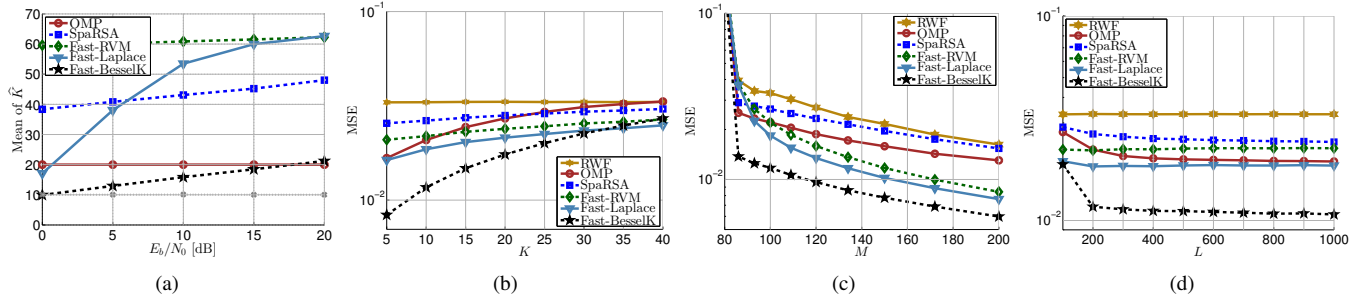 Mean of K̂
70
60
50
40
30
20
10
0
0
5
10
15
20
E_b/N_0 [dB]
OMP
SpaRSA
Fast-RVM
Fast-Laplace
Fast-BesselK
(a)
MSE
10^{-1}
10^{-2}
5
10
15
20
25
30
35
40
K
RWF
OMP
SpaRSA
Fast-RVM
Fast-Laplace
Fast-BesselK
(b)
MSE
10^{-1}
10^{-2}
80
100
120
140
160
180
200
M
RWF
OMP
SpaRSA
Fast-RVM
Fast-Laplace
Fast-BesselK
(c)
MSE
10^{-1}
10^{-2}
200
400
600
800
1000
L
RWF
OMP
SpaRSA
Fast-RVM
Fast-Laplace
Fast-BesselK
(d)